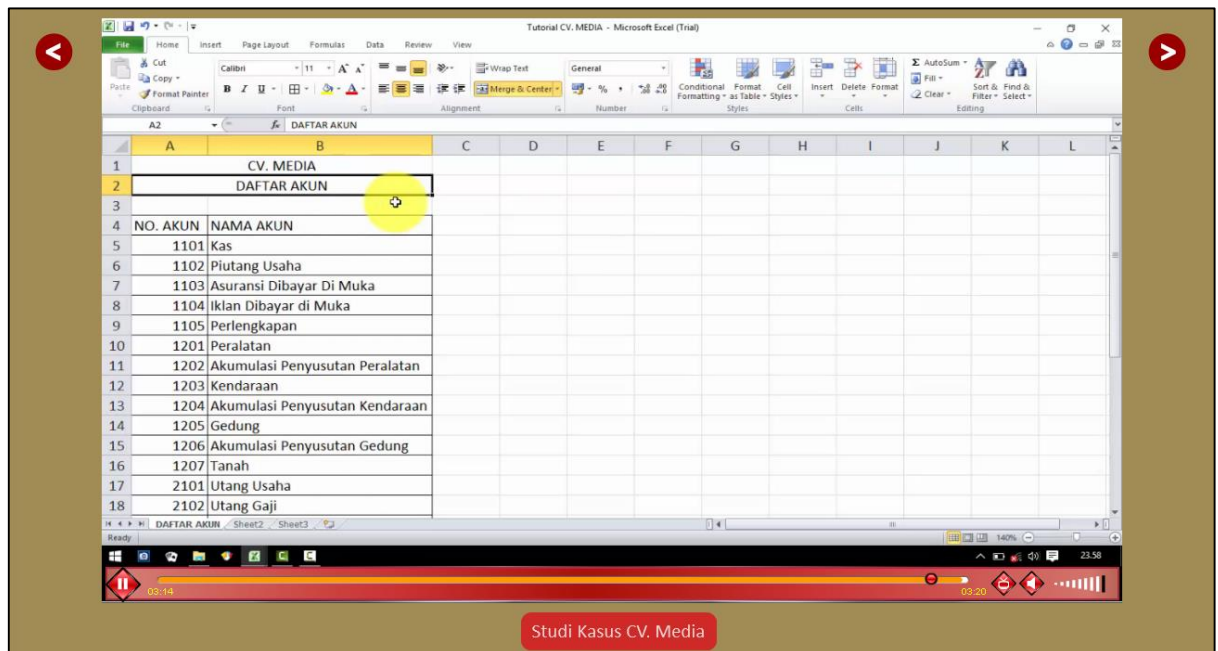 Tutorial CV. MEDIA - Microsoft Excel (Trial)
File Home Insert Page Layout Formulas Data Review View
Paste Cut Copy Format Painter
Calibri 11 Wrap Text General
B I U Merge & Center % ,
Conditional Formatting Format as Table Cell Styles Insert Delete Format
Σ AutoSum Fill Clear Sort & Filter Find & Select
Clipboard Font Alignment Number Styles Cells Editing
A2 fx DAFTAR AKUN
A B C D E F G H I J K L
1 CV. MEDIA
2 DAFTAR AKUN
3
4 NO. AKUN NAMA AKUN
5 1101 Kas
6 1102 Piutang Usaha
7 1103 Asuransi Dibayar Di Muka
8 1104 Iklan Dibayar di Muka
9 1105 Perlengkapan
10 1201 Peralatan
11 1202 Akumulasi Penyusutan Peralatan
12 1203 Kendaraan
13 1204 Akumulasi Penyusutan Kendaraan
14 1205 Gedung
15 1206 Akumulasi Penyusutan Gedung
16 1207 Tanah
17 2101 Utang Usaha
18 2102 Utang Gaji
DAFTAR AKUN Sheet2 Sheet3
Ready 140%
23.58
03:14 03:20
Studi Kasus CV. Media